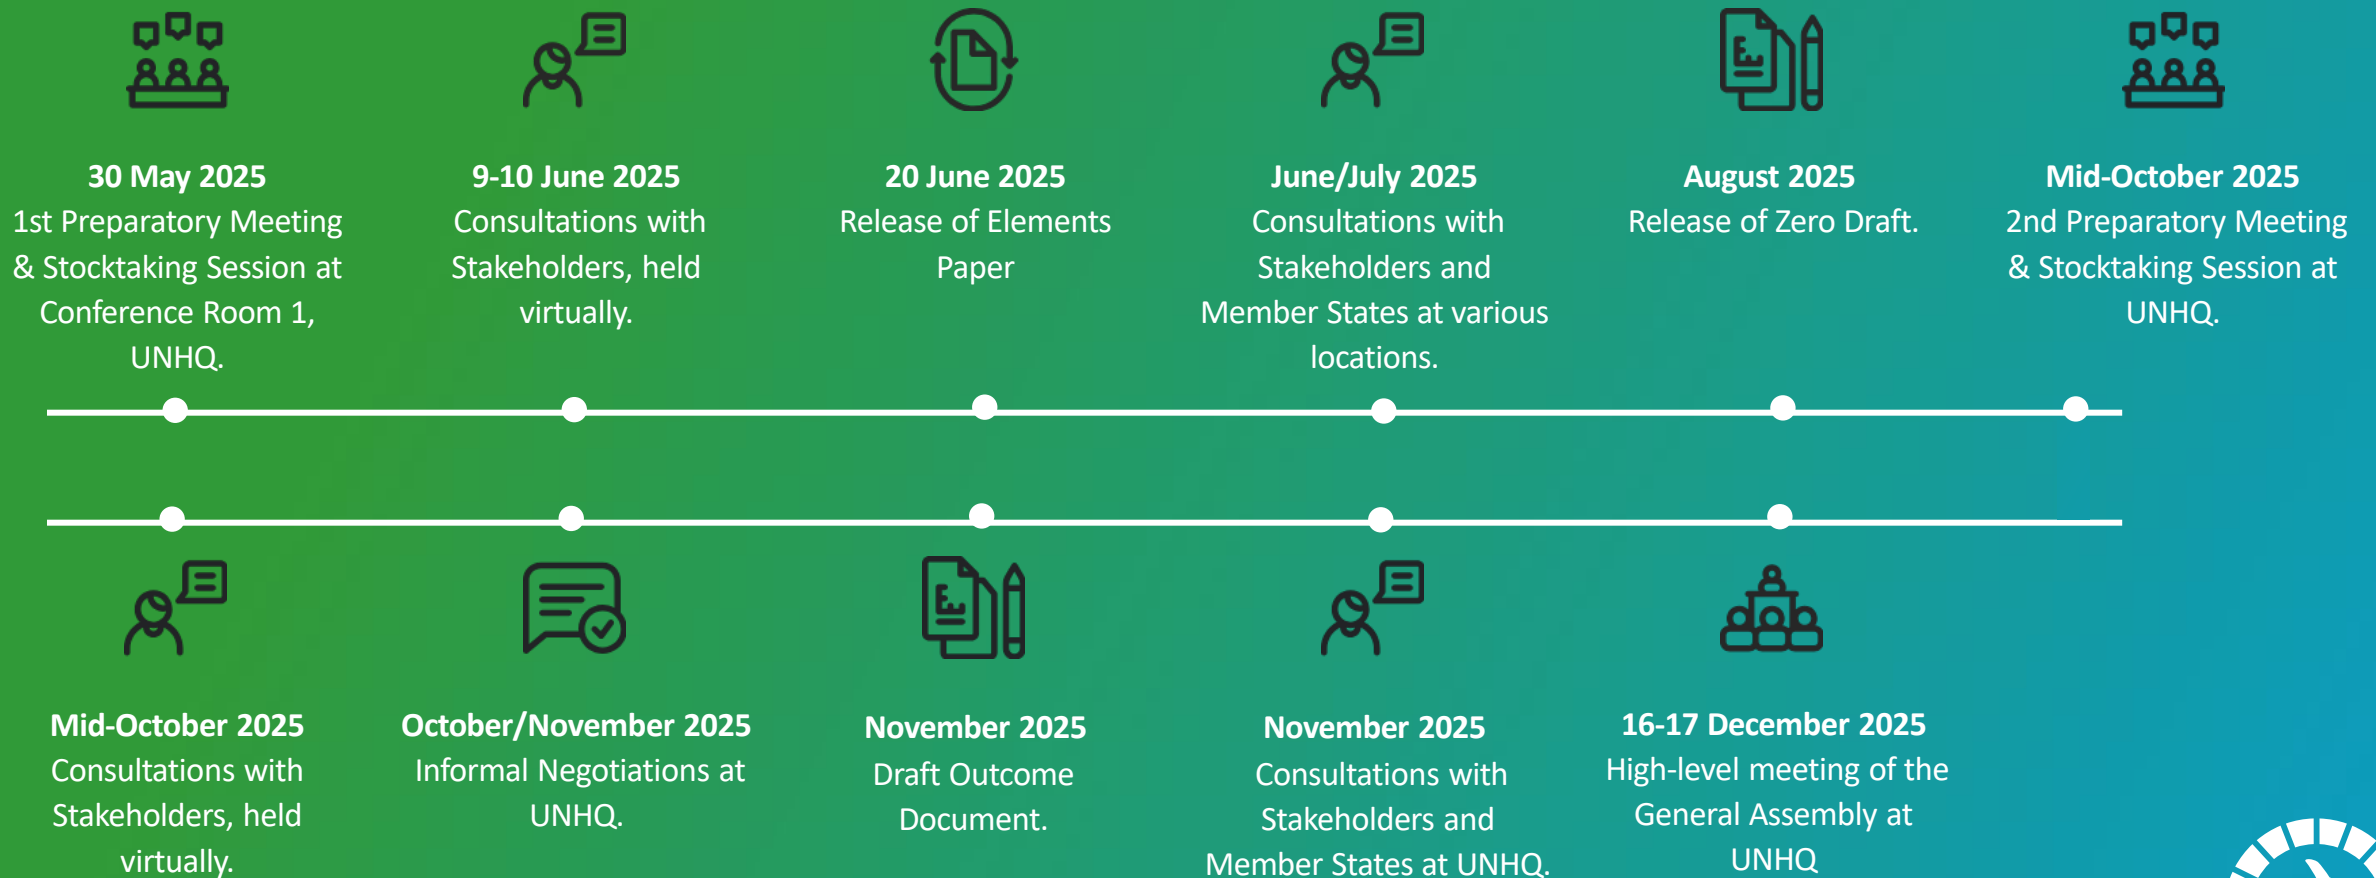 30 May 2025
1st Preparatory Meeting
& Stocktaking Session at
Conference Room 1,
UNHQ.
9-10 June 2025
Consultations with
Stakeholders, held
virtually.
20 June 2025
Release of Elements
Paper
June/July 2025
Consultations with
Stakeholders and
Member States at various
locations.
August 2025
Release of Zero Draft.
Mid-October 2025
2nd Preparatory Meeting
& Stocktaking Session at
UNHQ.
Mid-October 2025
Consultations with
Stakeholders, held
virtually.
October/November 2025
Informal Negotiations at
UNHQ.
November 2025
Draft Outcome
Document.
November 2025
Consultations with
Stakeholders and
Member States at UNHQ.
16-17 December 2025
High-level meeting of the
General Assembly at
UNHQ